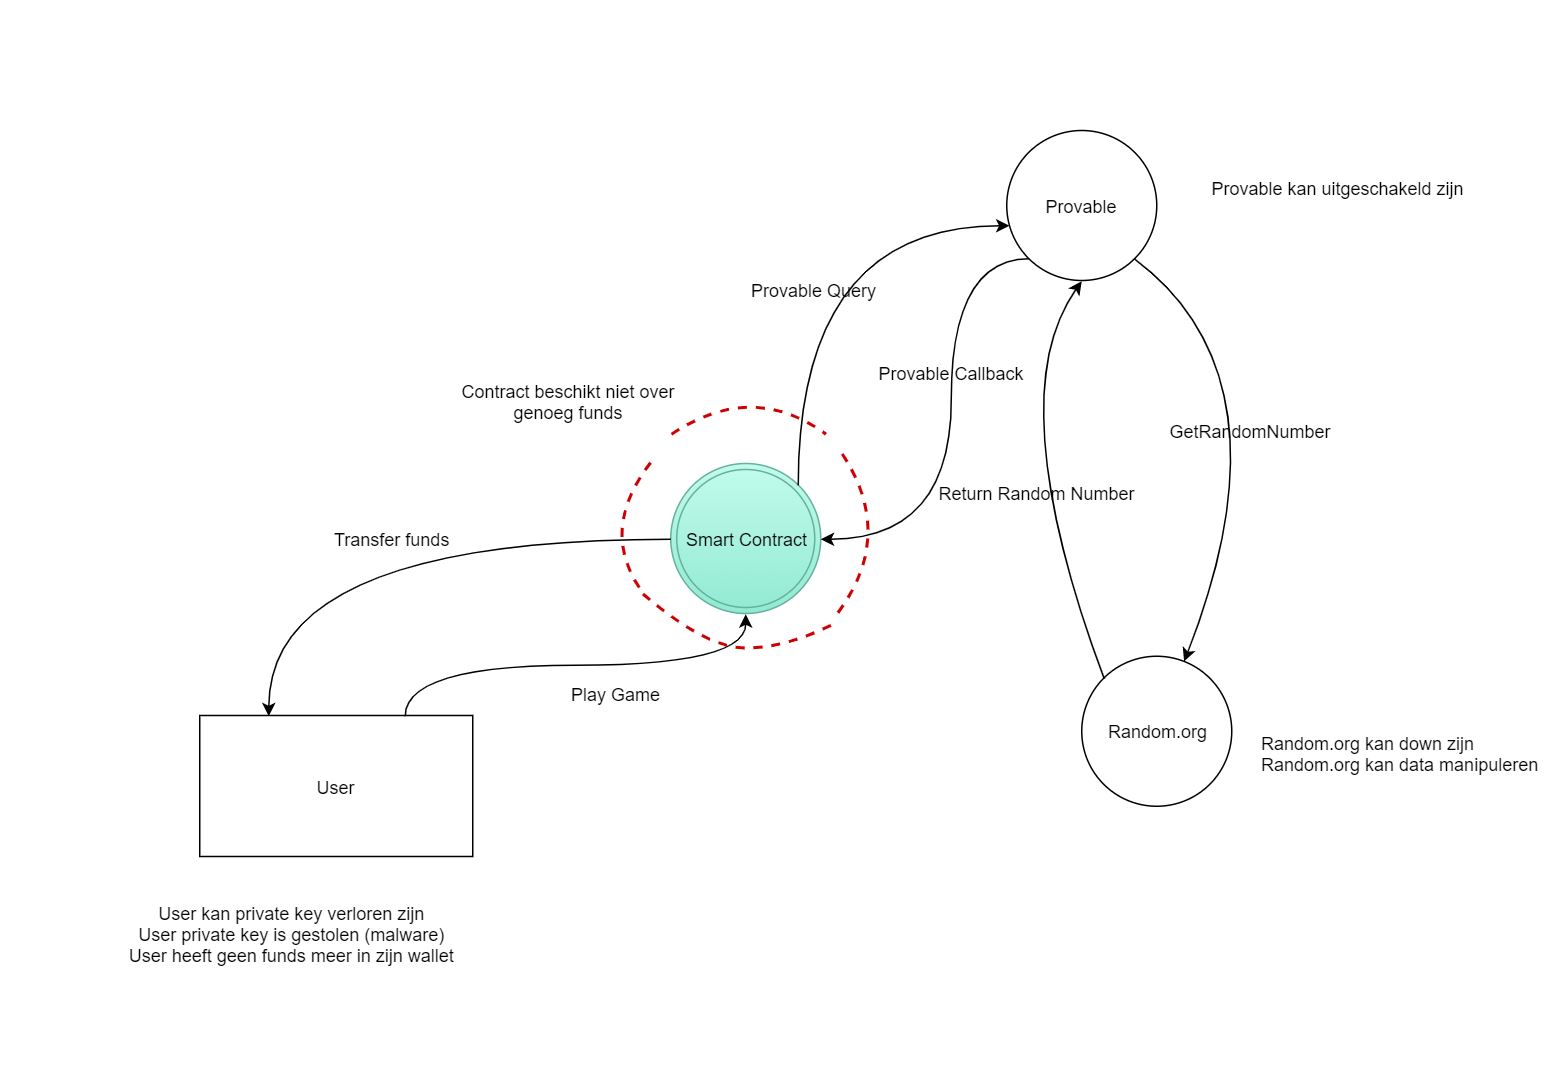 Provable
Provable kan uitgeschakeld zijn
Provable Query
Provable Callback
Contract beschikt niet over
genoeg funds
GetRandomNumber
Return Random Number
Transfer funds
Smart Contract
Play Game
Random.org
Random.org kan down zijn
Random.org kan data manipuleren
User
User kan private key verloren zijn
User private key is gestolen (malware)
User heeft geen funds meer in zijn wallet